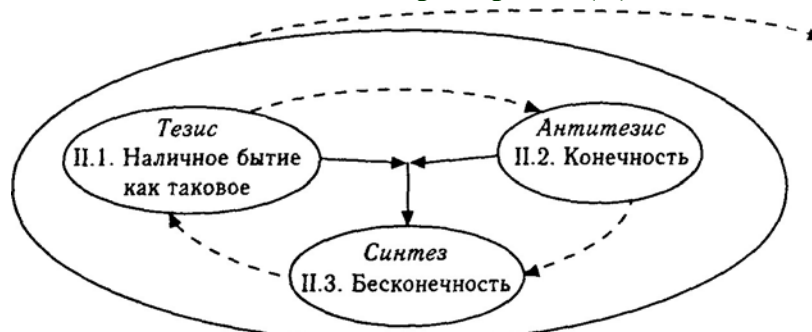 Тезис
II.1. Наличное бытие
как таковое
Антитезис
II.2. Конечность
Синтез
II.3. Бесконечность